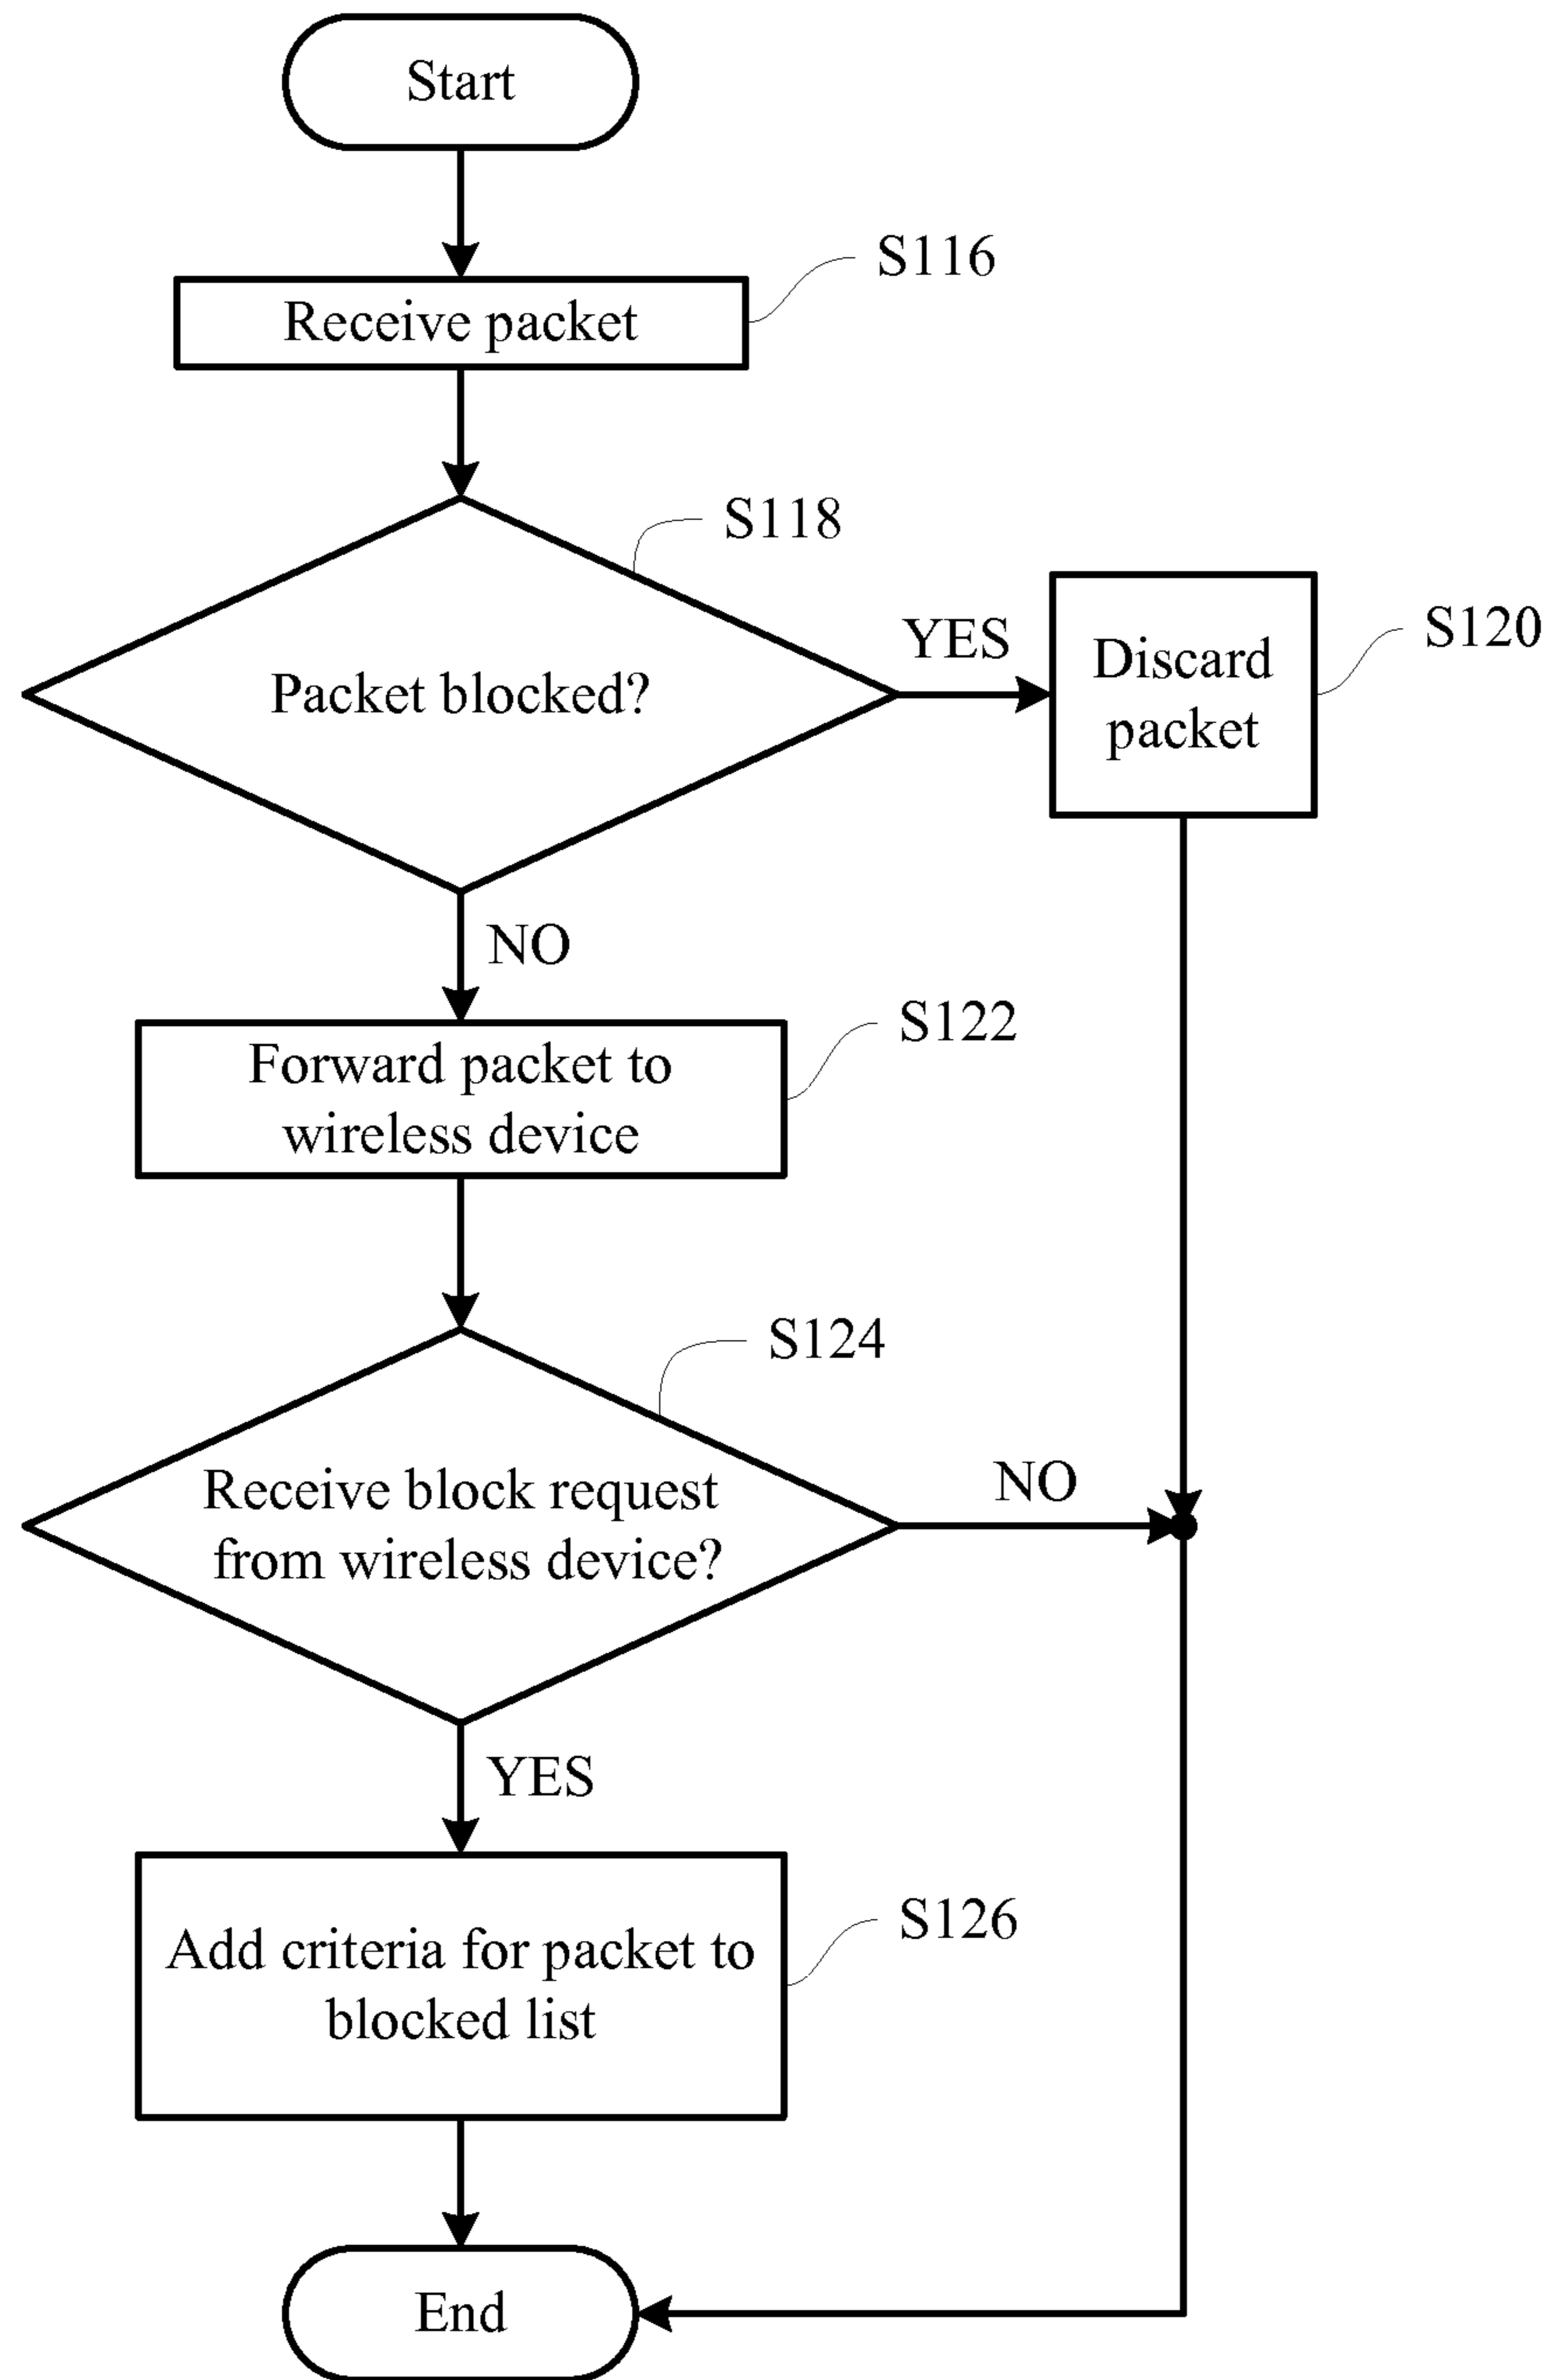 Start
S116
Receive packet
S118
YES
S120
Discard
packet
Packet blocked?
NO
S122
Forward packet to
wireless device
S124
NO
Receive block request
from wireless device?
YES
S126
Add criteria for packet to
blocked list
End